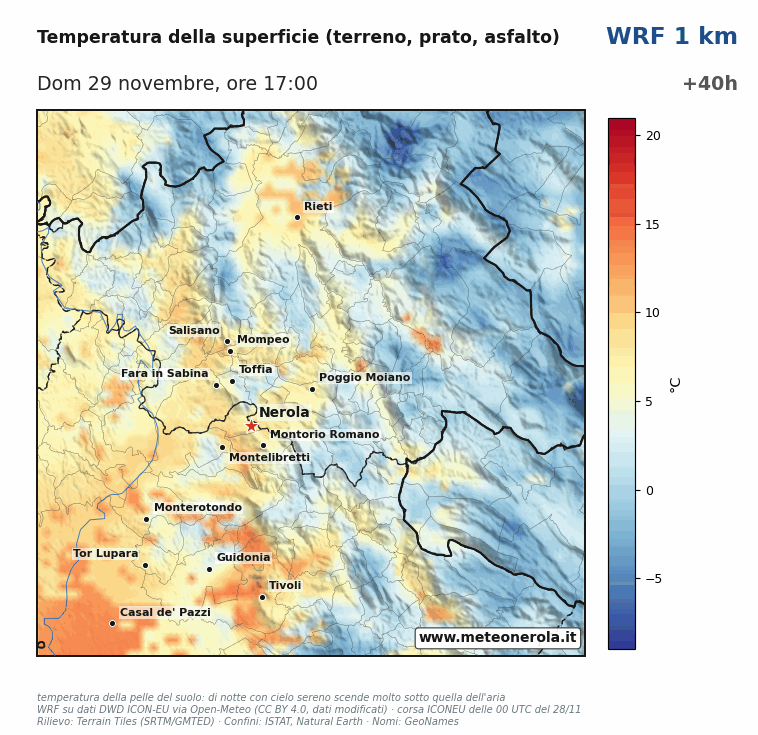 Temperatura della superficie (terreno, prato, asfalto)
WRF 1 km
Dom 29 novembre, ore 17:00
+40h
Rieti
Salisano
Mompeo
Fara in Sabina
Toffia
Poggio Moiano
Nerola
Montorio Romano
Montelibretti
Monterotondo
Tor Lupara
Guidonia
Tivoli
Casal de' Pazzi
www.meteonerola.it
20
15
10
5
0
−5
°C
temperatura della pelle del suolo: di notte con cielo sereno scende molto sotto quella dell'aria
WRF su dati DWD ICON-EU via Open-Meteo (CC BY 4.0, dati modificati) · corsa ICONEU delle 00 UTC del 28/11
Rilievo: Terrain Tiles (SRTM/GMTED) · Confini: ISTAT, Natural Earth · Nomi: GeoNames